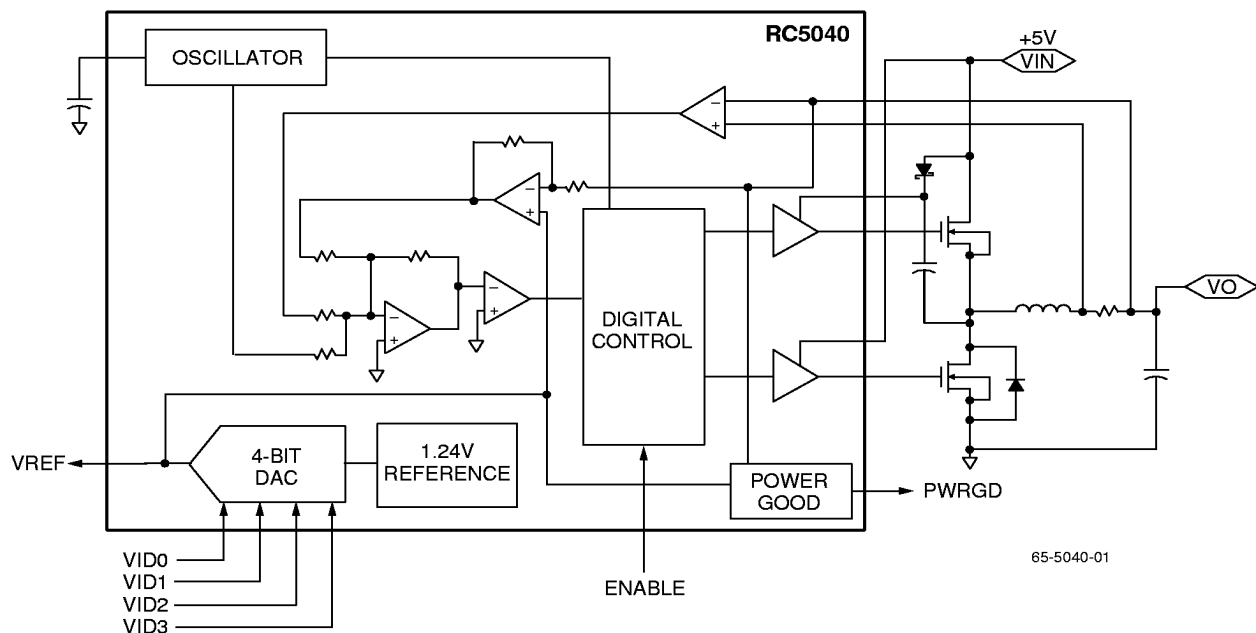 RC5040
OSCILLATOR
+5V
VIN
−
+
−
+
−
+
−
+
DIGITAL
CONTROL
VO
VREF
4-BIT
DAC
1.24V
REFERENCE
POWER
GOOD
PWRGD
VID0
VID1
VID2
VID3
ENABLE
65-5040-01